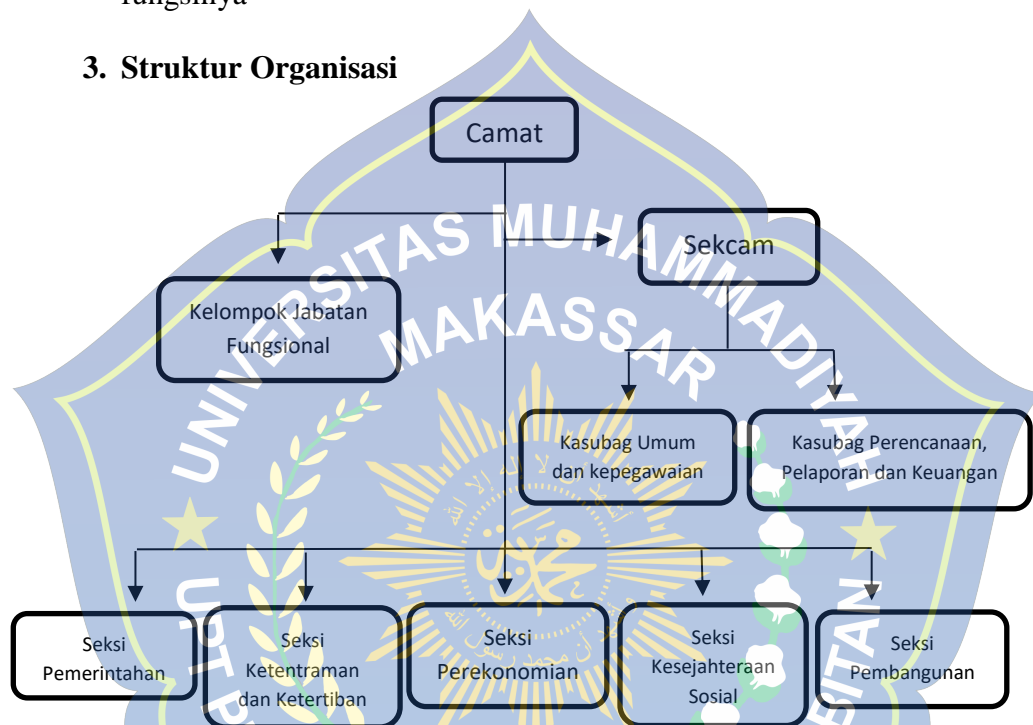 fungsinya
3. Struktur Organisasi
Camat
Sekcam
Kelompok Jabatan
Fungsional
Kasubag Umum
dan kepegawaian
Kasubag Perencanaan,
Pelaporan dan Keuangan
Seksi
Pemerintahan
Seksi
Ketentraman
dan Ketertiban
Seksi
Perekonomian
Seksi
Kesejahteraan
Sosial
Seksi
Pembangunan
UNIVERSITAS MUHAMMADIYAH
MAKASSAR